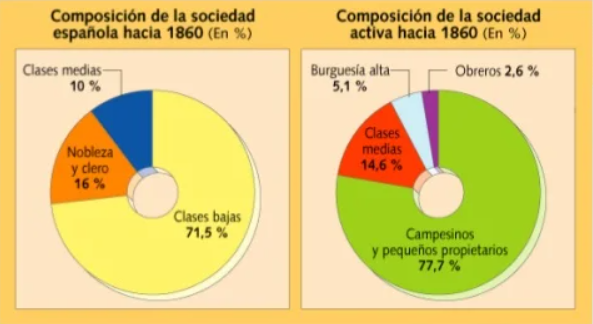 Composición de la sociedad
española hacia 1860 (En %)
Clases medias
10 %
Nobleza
y clero
16 %
Clases bajas
71,5 %
Composición de la sociedad
activa hacia 1860 (En %)
Burguesía alta
5,1 %
Obreros 2,6 %
Clases
medias
14,6 %
Campesinos
y pequeños propietarios
77,7 %